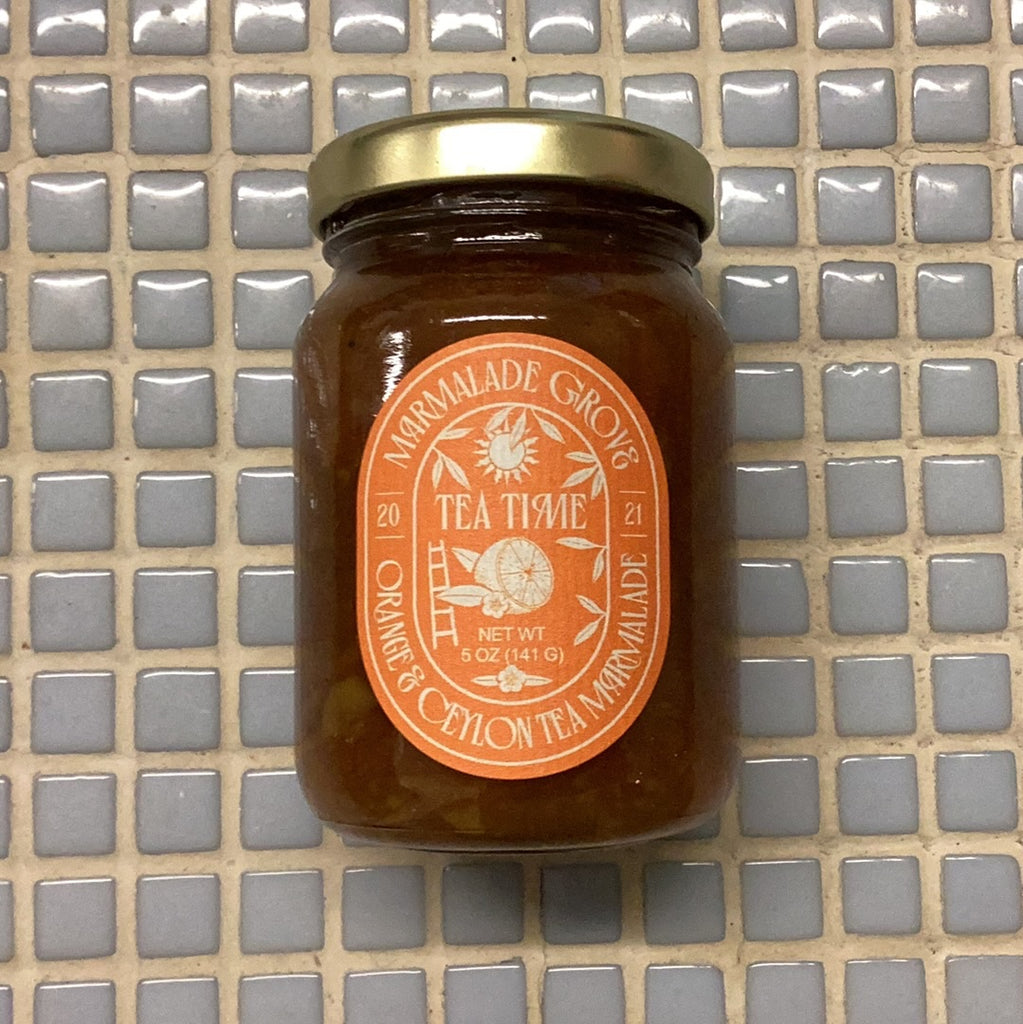 MARMALADE GROVE
TEA TIME
20
21
NET WT
5 OZ (141 G)
ORANGE & CEYLON TEA MARMALADE